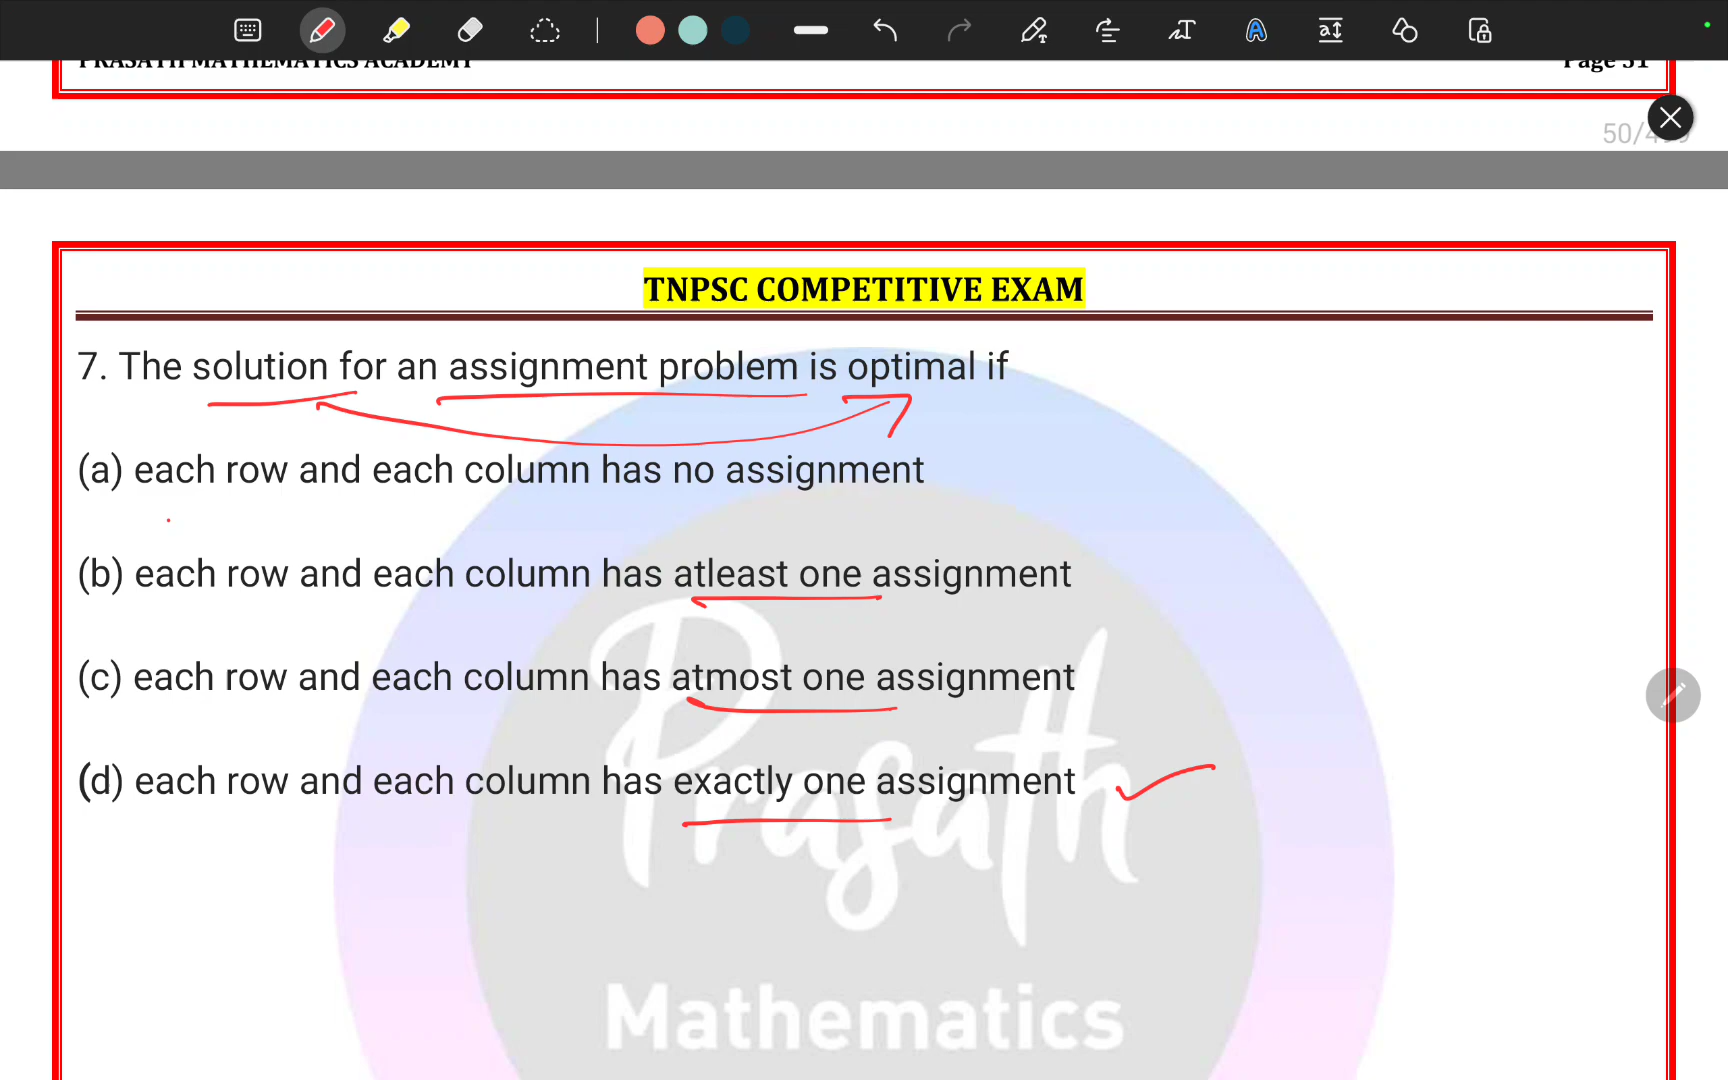 PRASATH MATHEMATICS ACADEMY
Page 51
50/499
TNPSC COMPETITIVE EXAM
7. The solution for an assignment problem is optimal if
(a) each row and each column has no assignment
(b) each row and each column has atleast one assignment
(c) each row and each column has atmost one assignment
(d) each row and each column has exactly one assignment
Prasath
Mathematics